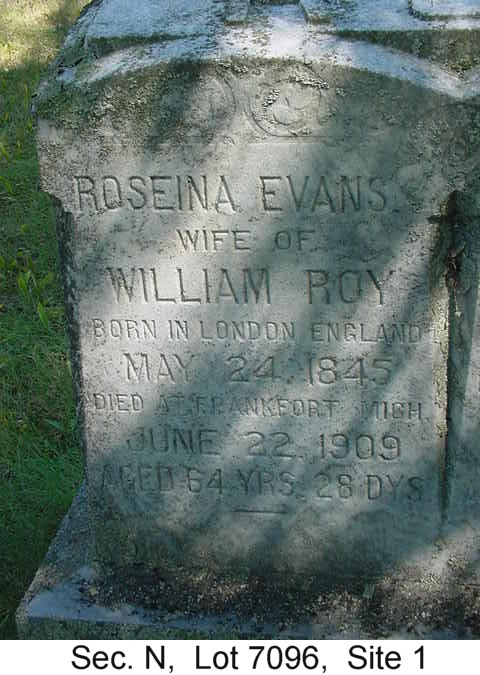 ROSEINA EVANS
WIFE OF
WILLIAM ROY
BORN IN LONDON ENGLAND
MAY 24, 1845
DIED AT FRANKFORT MICH.
JUNE 22, 1909
AGED 64 YRS. 28 DYS
Sec. N, Lot 7096, Site 1